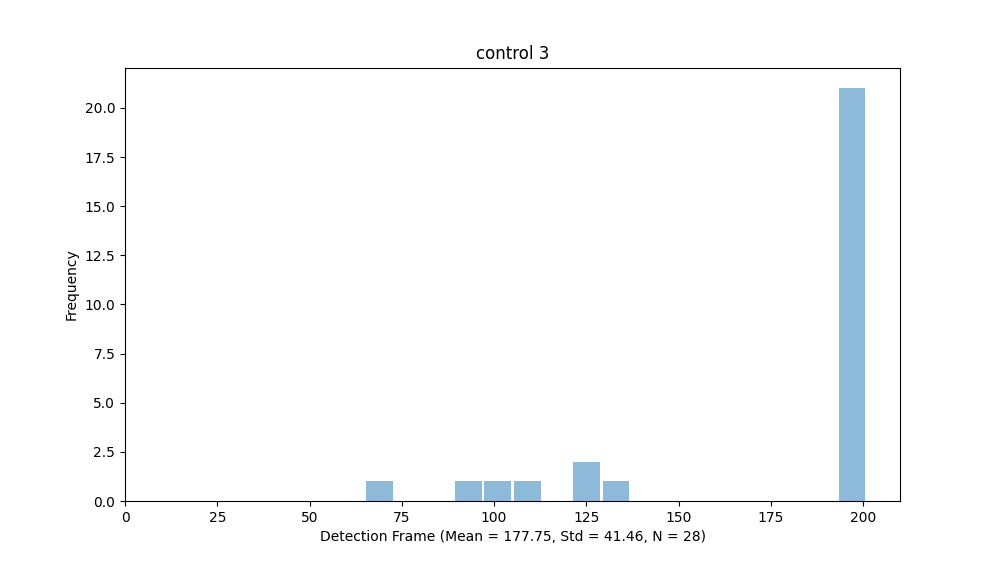 control 3
Frequency
20.0
17.5
15.0
12.5
10.0
7.5
5.0
2.5
0.0
0 25 50 75 100 125 150 175 200
Detection Frame (Mean = 177.75, Std = 41.46, N = 28)